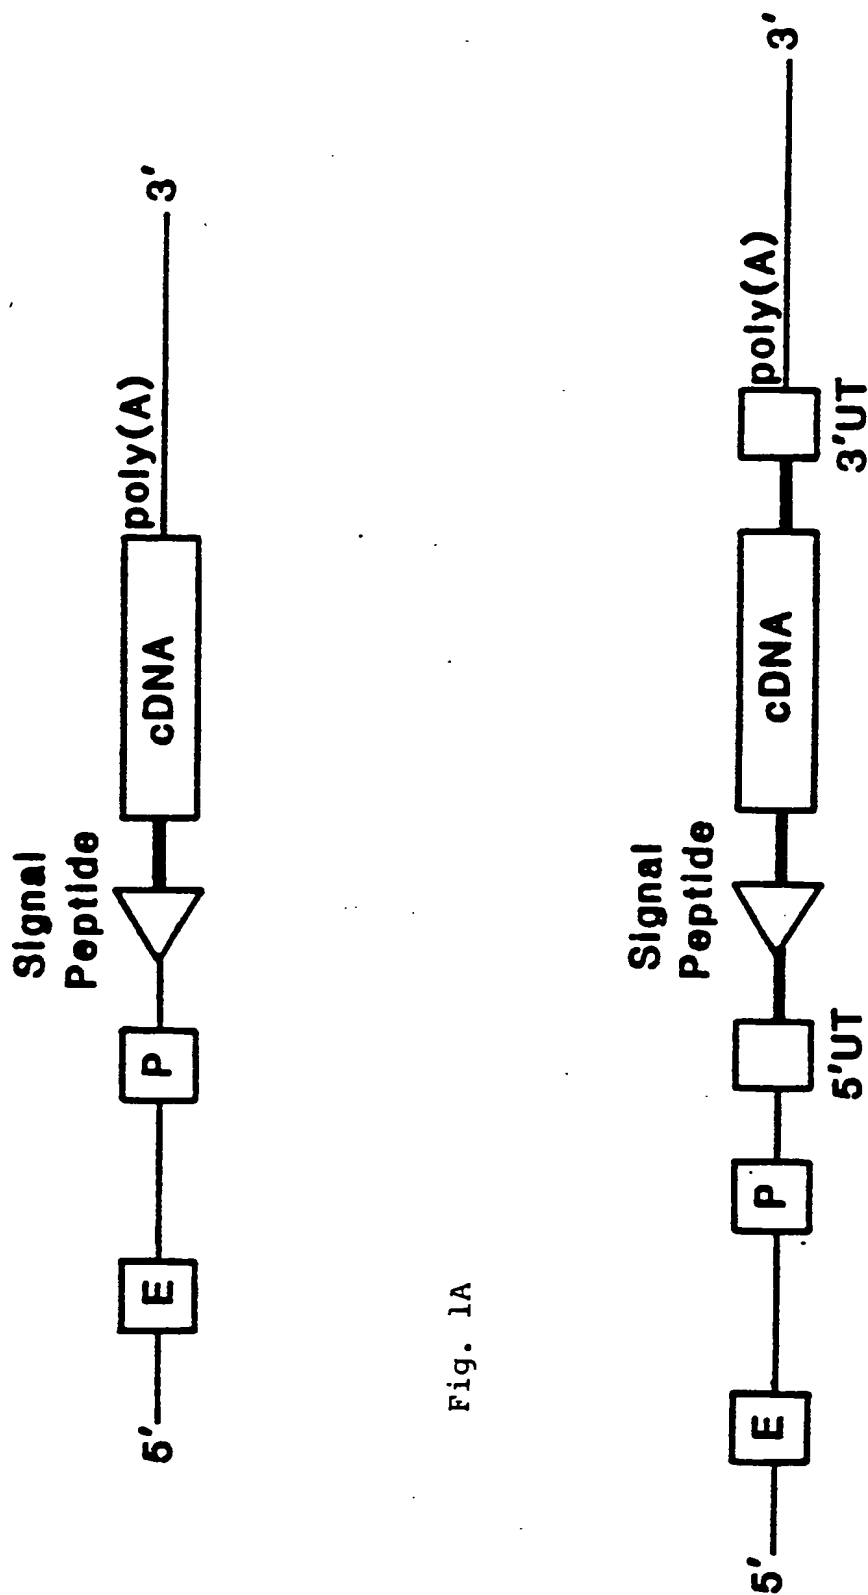 Signal
Peptide
5' E P cDNA poly(A) 3'
Fig. 1A
Signal
Peptide
5' E P cDNA poly(A) 3'
5'UT 3'UT